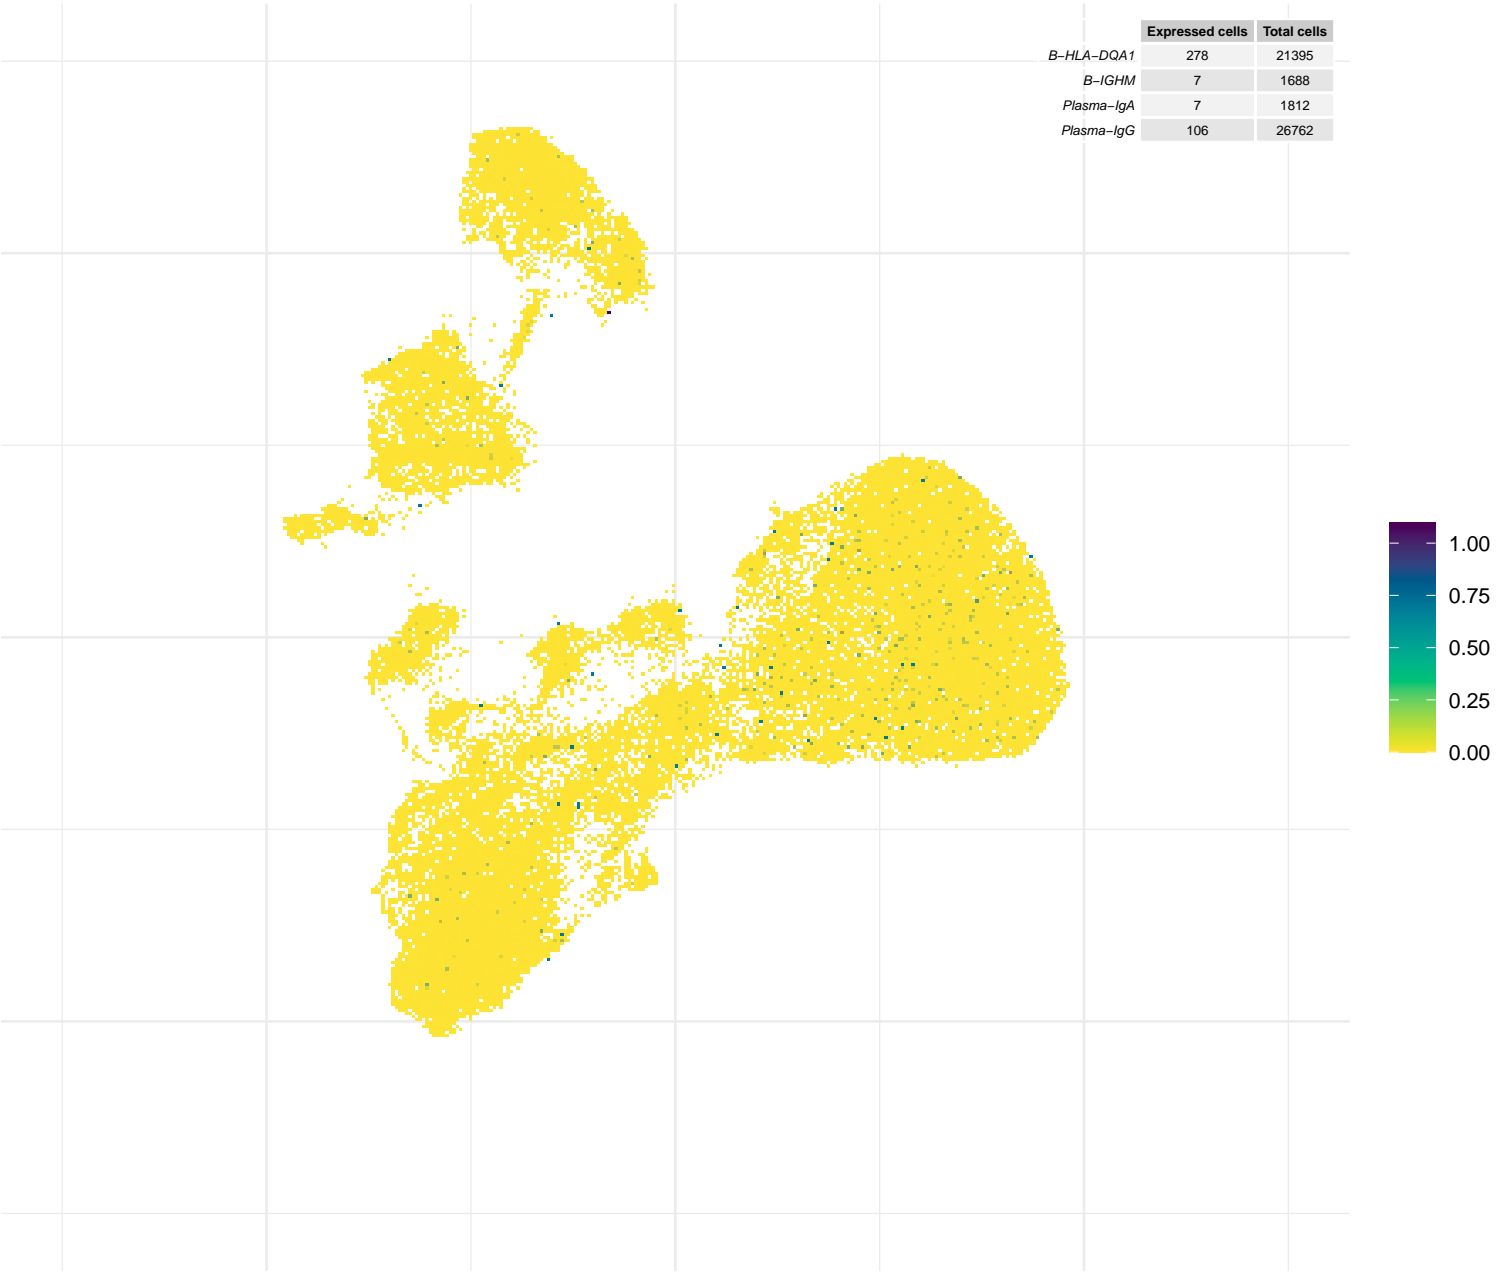 Expressed cells Total cells
B−HLA−DQA1 278 21395
B−IGHM 7 1688
Plasma−IgA 7 1812
Plasma−IgG 106 26762
1.00
0.75
0.50
0.25
0.00